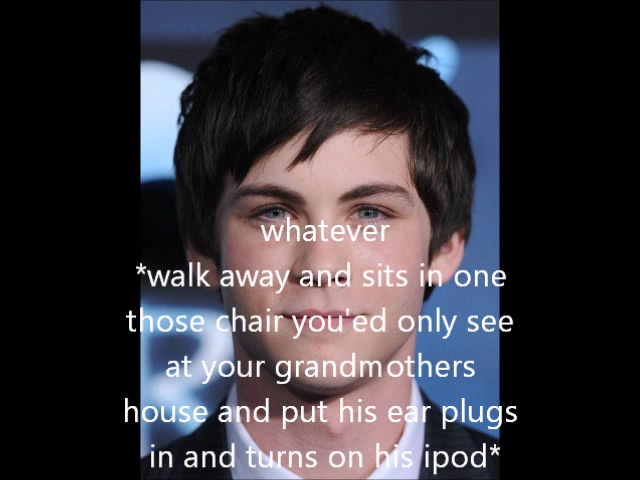 whatever
*walk away and sits in one
those chair you'ed only see
at your grandmothers
house and put his ear plugs
in and turns on his ipod*